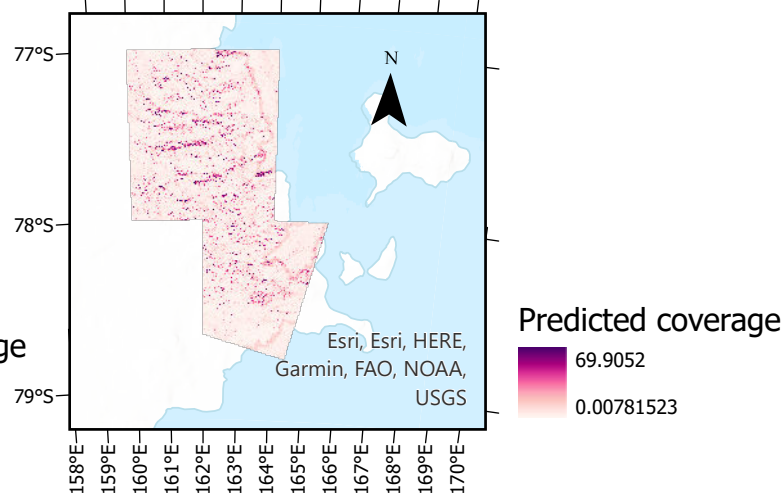 77°S
N
78°S
79°S
ge
Esri, Esri, HERE,
Garmin, FAO, NOAA,
USGS
Predicted coverage
69.9052
0.00781523
158°E
159°E
160°E
161°E
162°E
163°E
164°E
165°E
166°E
167°E
168°E
169°E
170°E